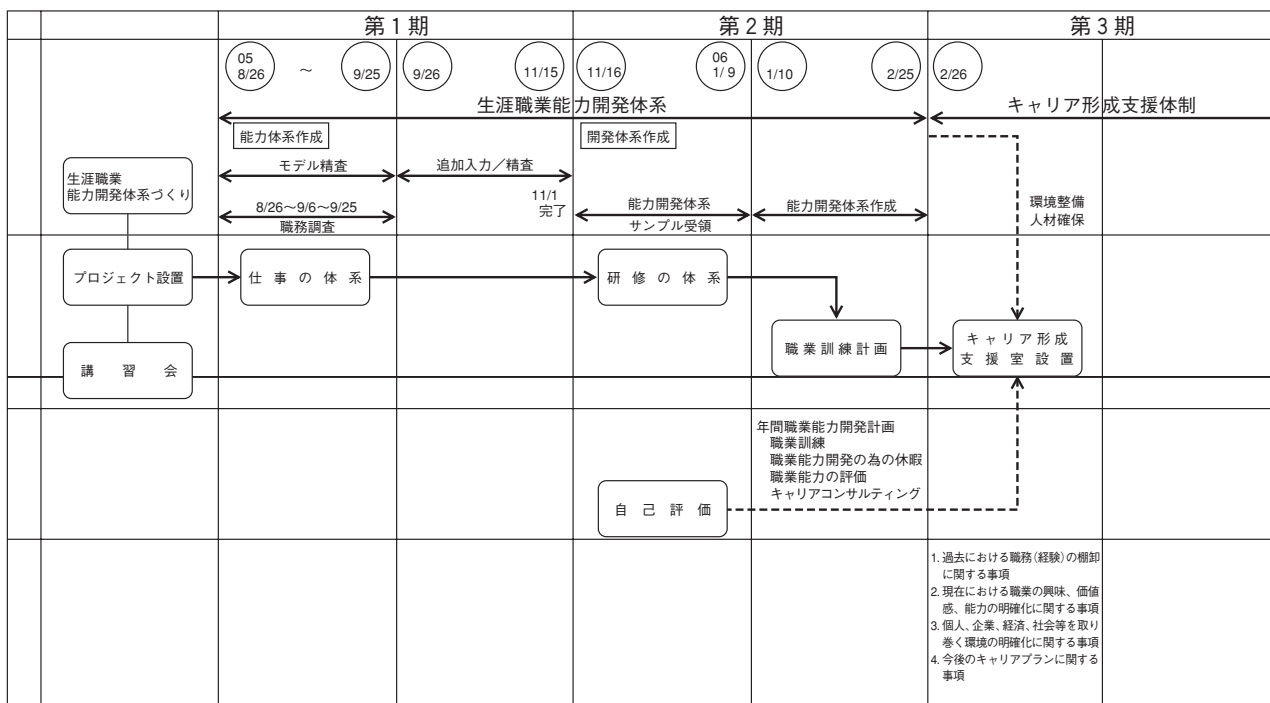 第１期
第２期
第３期
05
8/26
～
9/25
9/26
11/15
11/16
06
1/ 9
1/10
2/25
2/26
生涯職業能力開発体系
キャリア形成支援体制
能力体系作成
開発体系作成
モデル精査
追加入力／精査
生涯職業
能力開発体系づくり
8/26～9/6～9/25
職務調査
11/1
完了
能力開発体系
サンプル受領
能力開発体系作成
環境整備
人材確保
プロジェクト設置
仕事の体系
研修の体系
職業訓練計画
キャリア形成
支援室設置
講習会
年間職業能力開発計画
職業訓練
職業能力開発の為の休暇
職業能力の評価
キャリアコンサルティング
自己評価
1. 過去における職務（経験）の棚卸
に関する事項
2. 現在における職業の興味、価値
感、能力の明確化に関する事項
3. 個人、企業、経済、社会等を取り
巻く環境の明確化に関する事項
4. 今後のキャリアプランに関する
事項